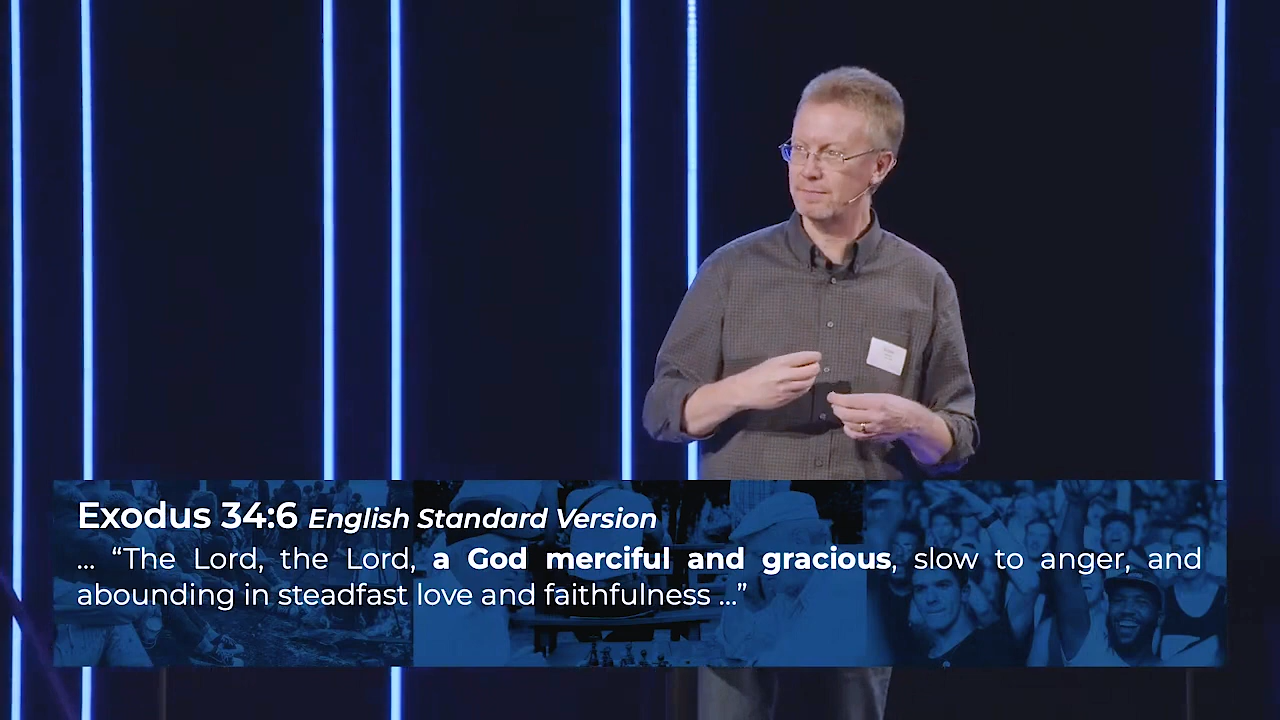 Exodus 34:6 English Standard Version
... “The Lord, the Lord, a God merciful and gracious, slow to anger, and
abounding in steadfast love and faithfulness ...”